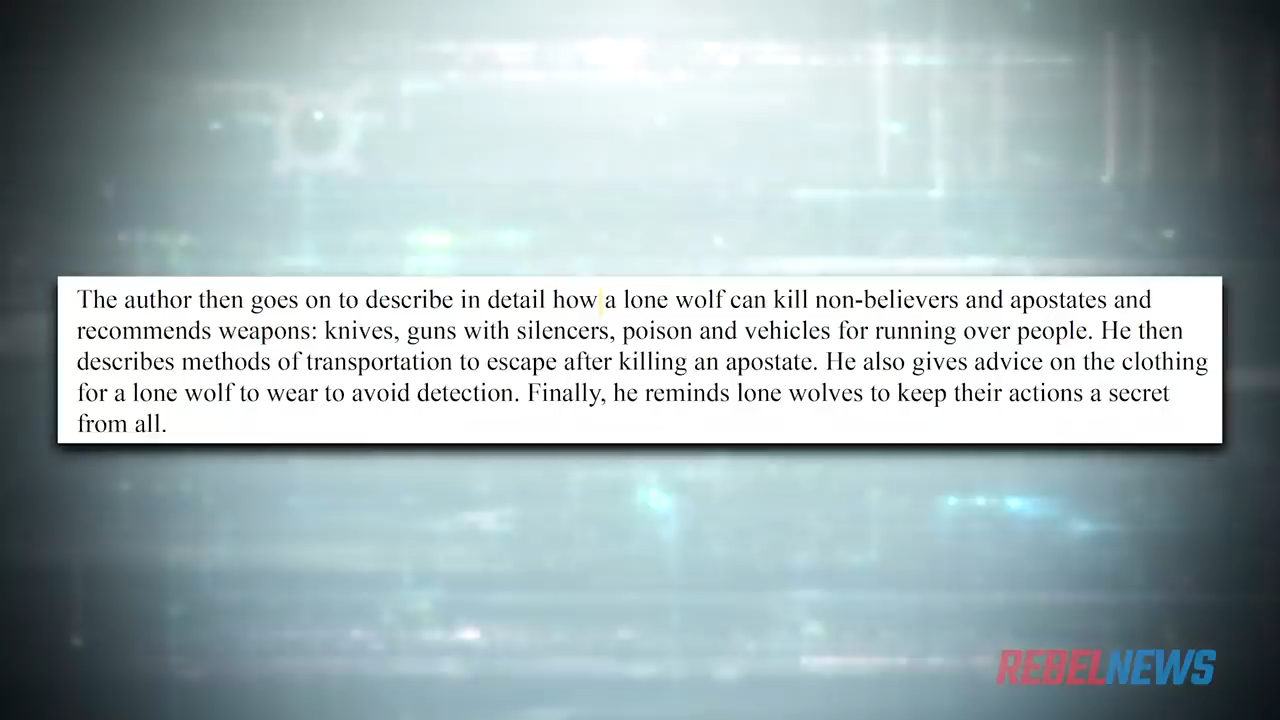 The author then goes on to describe in detail how a lone wolf can kill non-believers and apostates and
recommends weapons: knives, guns with silencers, poison and vehicles for running over people. He then
describes methods of transportation to escape after killing an apostate. He also gives advice on the clothing
for a lone wolf to wear to avoid detection. Finally, he reminds lone wolves to keep their actions a secret
from all.
REBELNEWS